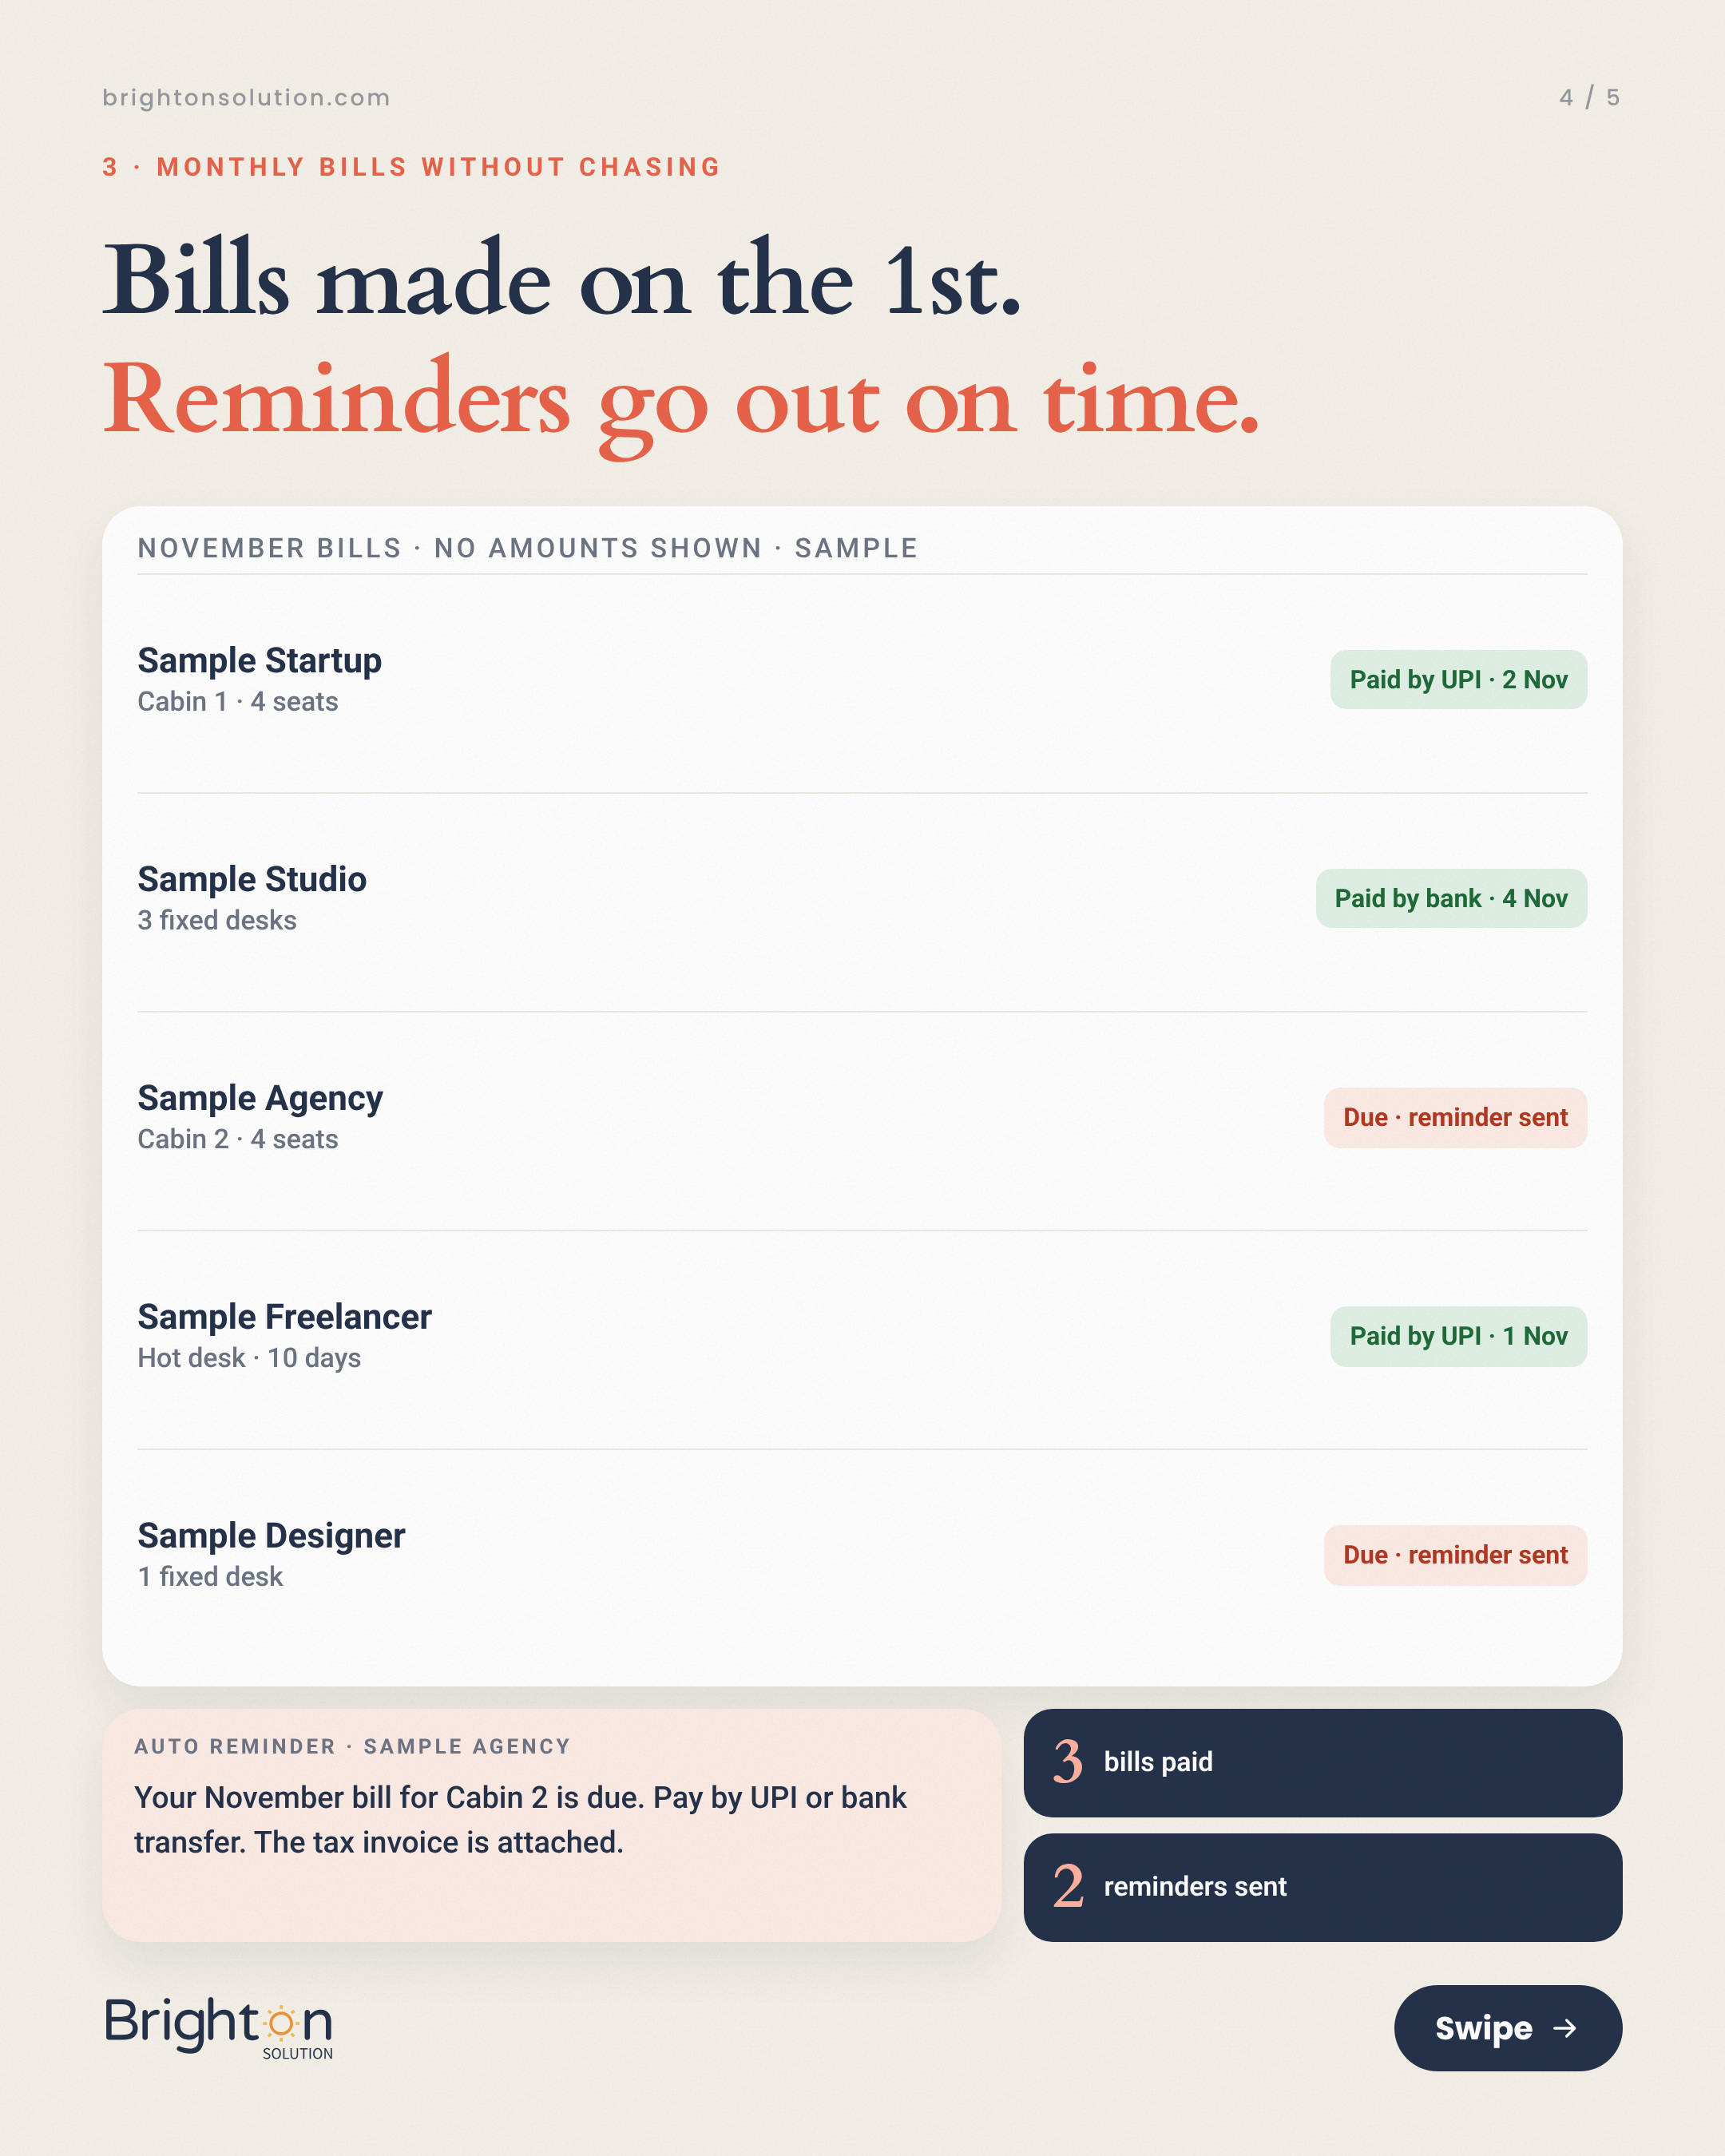 brightonsolution.com
4 / 5
3 · MONTHLY BILLS WITHOUT CHASING
Bills made on the 1st.
Reminders go out on time.
NOVEMBER BILLS · NO AMOUNTS SHOWN · SAMPLE
Sample Startup
Cabin 1 · 4 seats
Paid by UPI · 2 Nov
Sample Studio
3 fixed desks
Paid by bank · 4 Nov
Sample Agency
Cabin 2 · 4 seats
Due · reminder sent
Sample Freelancer
Hot desk · 10 days
Paid by UPI · 1 Nov
Sample Designer
1 fixed desk
Due · reminder sent
AUTO REMINDER · SAMPLE AGENCY
Your November bill for Cabin 2 is due. Pay by UPI or bank
transfer. The tax invoice is attached.
3 bills paid
2 reminders sent
Brighton
SOLUTION
Swipe →